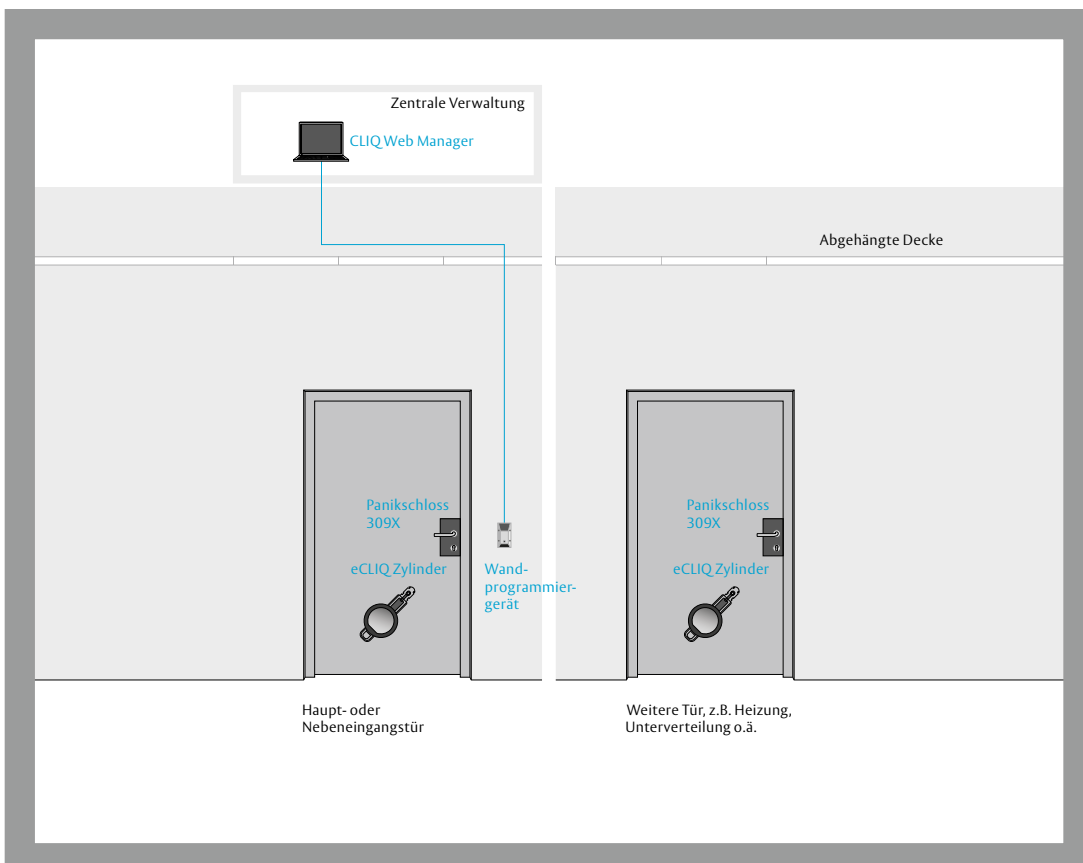 Zentrale Verwaltung
CLIQ Web Manager
Abgehängte Decke
Panikschloss
309X
eCLIQ Zylinder
Wand-
programmier-
gerät
Panikschloss
309X
eCLIQ Zylinder
Haupt- oder
Nebeneingangstür
Weitere Tür, z.B. Heizung,
Unterverteilung o.ä.